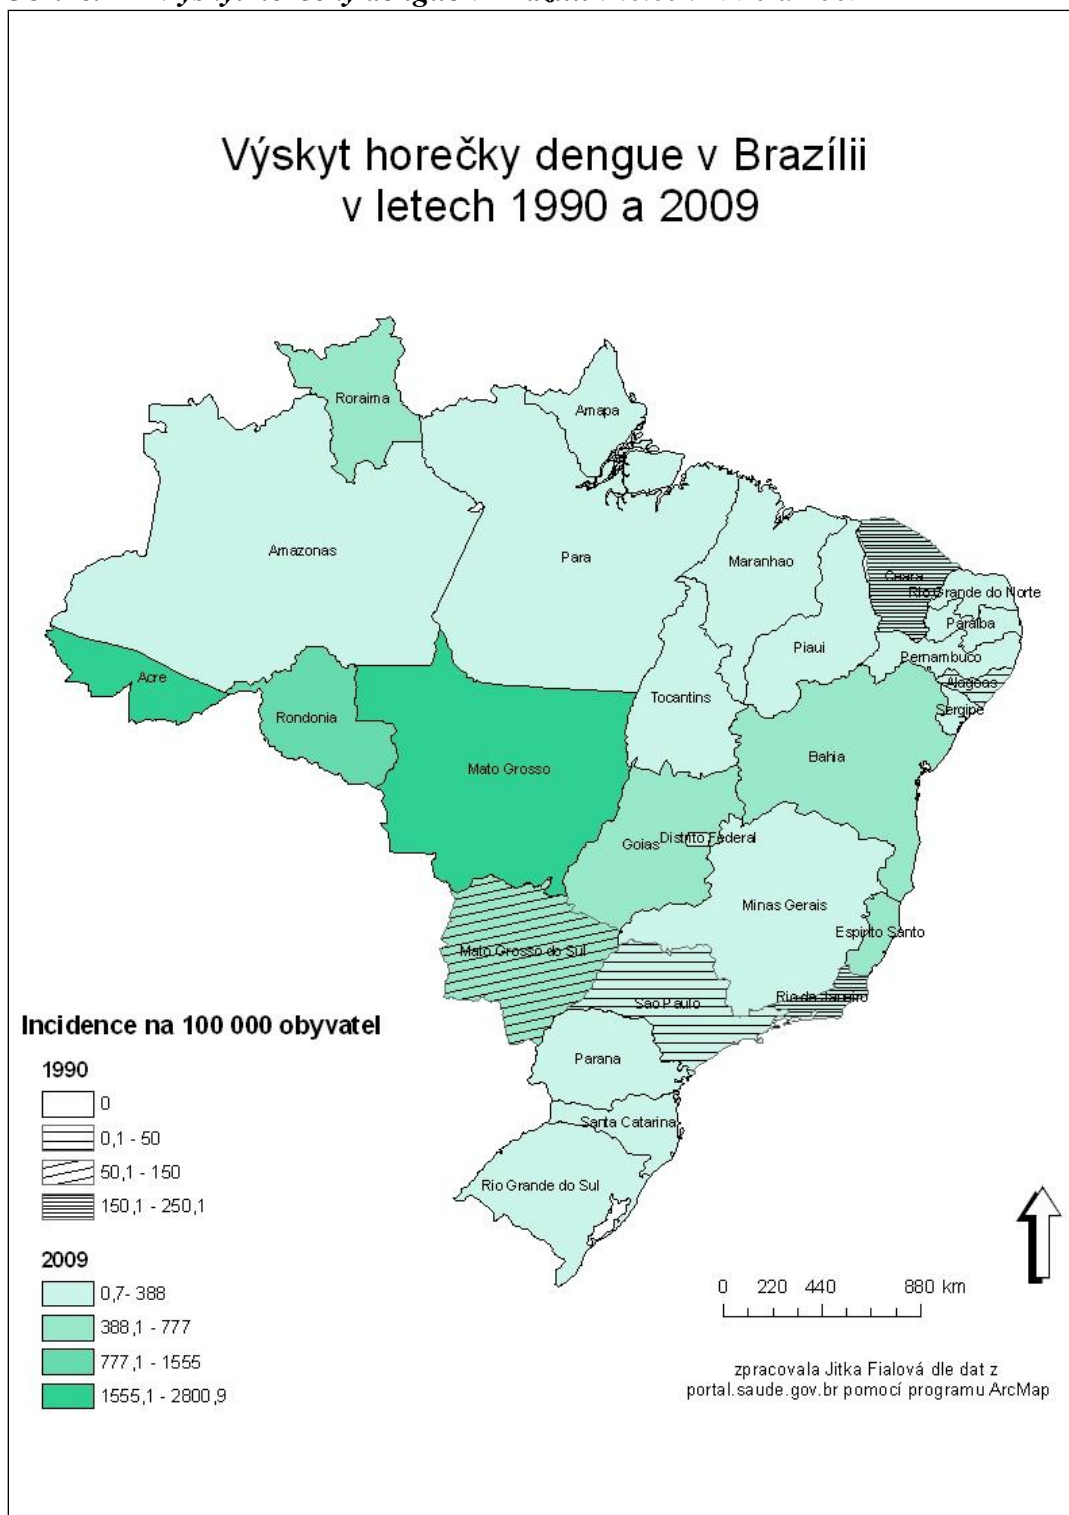 Výskyt horečky dengue v Brazílii
v letech 1990 a 2009
Roraima
Amapa
Amazonas
Para
Maranhao
Ceara
Rio Grande do Norte
Paraiba
Piaui
Pernambuco
Acre
Alagoas
Tocantins
Sergipe
Rondonia
Bahia
Mato Grosso
Goias
Distrito Federal
Minas Gerais
Espirito Santo
Mato Grosso do Sul
Sao Paulo
Rio de Janeiro
Parana
Santa Catarina
Rio Grande do Sul
Incidence na 100 000 obyvatel
1990
0
0,1 - 50
50,1 - 150
150,1 - 250,1
2009
0,7- 388
388,1 - 777
777,1 - 1555
1555,1 - 2800,9
0 220 440 880 km
zpracovala Jitka Fialová dle dat z
portal.saude.gov.br pomocí programu ArcMap